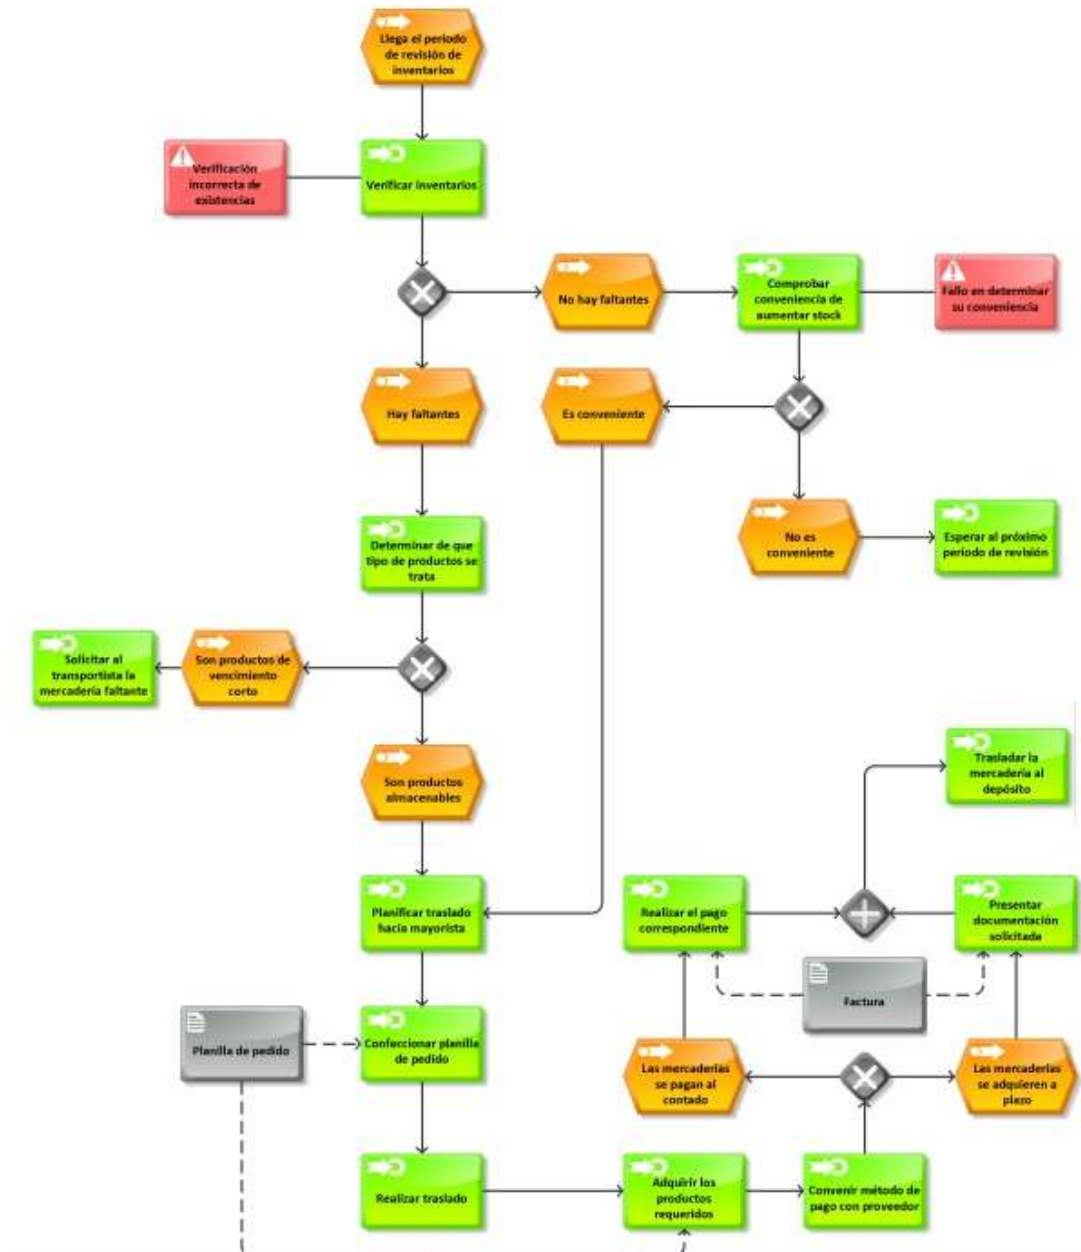 Llega el periodo
de revisión de
inventarios
Verificación
incorrecta de
existencias
Verificar inventarios
No hay faltantes
Comprobar
conveniencia de
aumentar stock
Fallo en determinar
su conveniencia
Hay faltantes
Es conveniente
No es
conveniente
Esperar al próximo
periodo de revisión
Determinar de que
tipo de productos se
trata
Solicitar al
transportista la
mercadería faltante
Son productos de
vencimiento
corto
Son productos
almacenables
Trasladar la
mercadería al
depósito
Planificar traslado
hacia mayorista
Realizar el pago
correspondiente
Presentar
documentación
solicitada
Factura
Planilla de pedido
Confeccionar planilla
de pedido
Las mercaderías
se pagan al
contado
Las mercaderías
se adquieren a
plazo
Realizar traslado
Adquirir los
productos
requeridos
Convenir método de
pago con proveedor